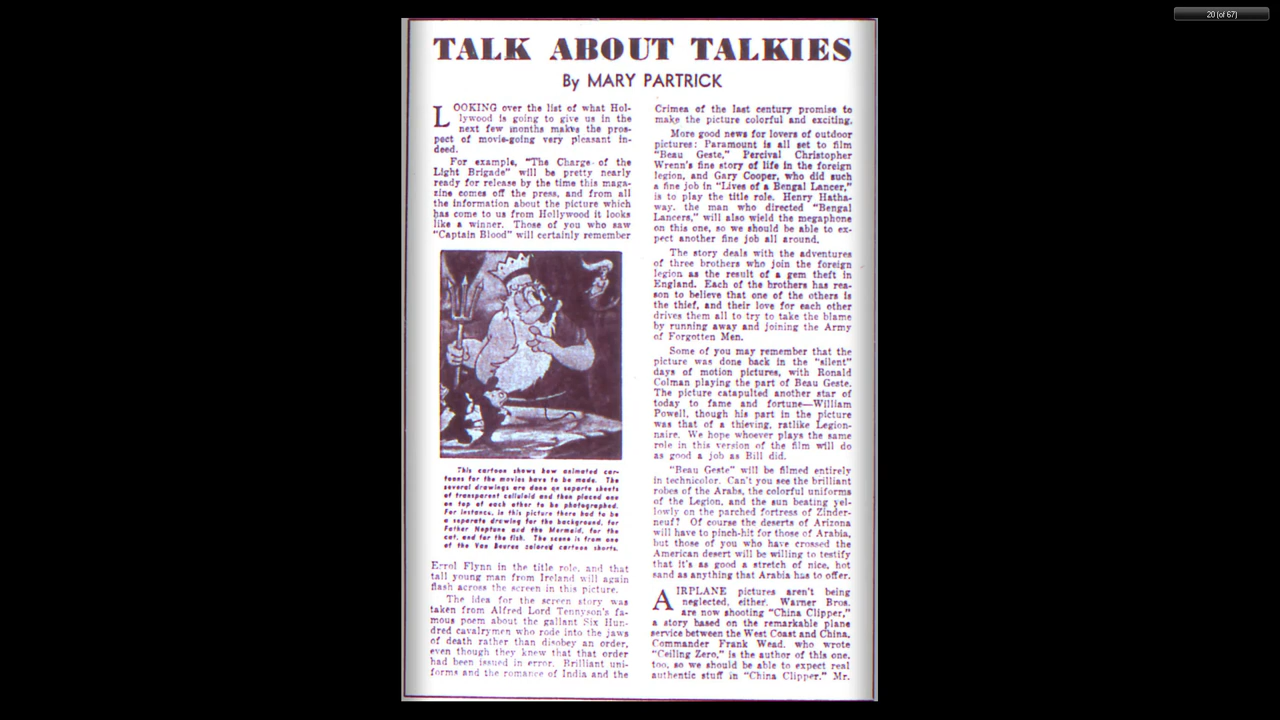 20 (of 67)
TALK ABOUT TALKIES
By MARY PARTRICK
LOOKING over the list of what Hol-
lywood is going to give us in the
next few months makes the pros-
pect of movie-going very pleasant in-
deed.
For example, "The Charge of the
Light Brigade" will be pretty nearly
ready for release by the time this maga-
zine comes off the press, and from all
the information about the picture which
has come to us from Hollywood it looks
like a winner. Those of you who saw
"Captain Blood" will certainly remember
This cartoon shows how animated car-
toons for the movies have to be made. The
several drawings are done on separte sheets
of transparent celluloid and then placed one
on top of each other to be photographed.
For instance, in this picture there had to be
a separate drawing for the background, for
Father Neptune and the Mermaid, for the
cat, and for the fish. The scene is from one
of the Van Beuren colored cartoon shorts.
Errol Flynn in the title role, and that
tall young man from Ireland will again
flash across the screen in this picture.
The idea for the screen story was
taken from Alfred Lord Tennyson's fa-
mous poem about the gallant Six Hun-
dred cavalrymen who rode into the jaws
of death rather than disobey an order,
even though they knew that that order
had been issued in error. Brilliant uni-
forms and the romance of India and the
Crimea of the last century promise to
make the picture colorful and exciting.
More good news for lovers of outdoor
pictures: Paramount is all set to film
"Beau Geste," Percival Christopher
Wrenn's fine story of life in the foreign
legion, and Gary Cooper, who did such
a fine job in "Lives of a Bengal Lancer,"
is to play the title role. Henry Hatha-
way, the man who directed "Bengal
Lancers," will also wield the megaphone
on this one, so we should be able to ex-
pect another fine job all around.
The story deals with the adventures
of three brothers who join the foreign
legion as the result of a gem theft in
England. Each of the brothers has rea-
son to believe that one of the others is
the thief, and their love for each other
drives them all to try to take the blame
by running away and joining the Army
of Forgotten Men.
Some of you may remember that the
picture was done back in the "silent"
days of motion pictures, with Ronald
Colman playing the part of Beau Geste.
The picture catapulted another star of
today to fame and fortune—William
Powell, though his part in the picture
was that of a thieving, ratlike Legion-
naire. We hope whoever plays the same
role in this version of the film will do
as good a job as Bill did.
"Beau Geste" will be filmed entirely
in technicolor. Can't you see the brilliant
robes of the Arabs, the colorful uniforms
of the Legion, and the sun beating yel-
lowly on the parched fortress of Zinder-
neuf? Of course the deserts of Arizona
will have to pinch-hit for those of Arabia,
but those of you who have crossed the
American desert will be willing to testify
that it's as good a stretch of nice, hot
sand as anything that Arabia has to offer.
AIRPLANE pictures aren't being
neglected, either. Warner Bros.
are now shooting "China Clipper,"
a story based on the remarkable plane
service between the West Coast and China.
Commander Frank Wead, who wrote
"Ceiling Zero," is the author of this one,
too, so we should be able to expect real
authentic stuff in "China Clipper." Mr.